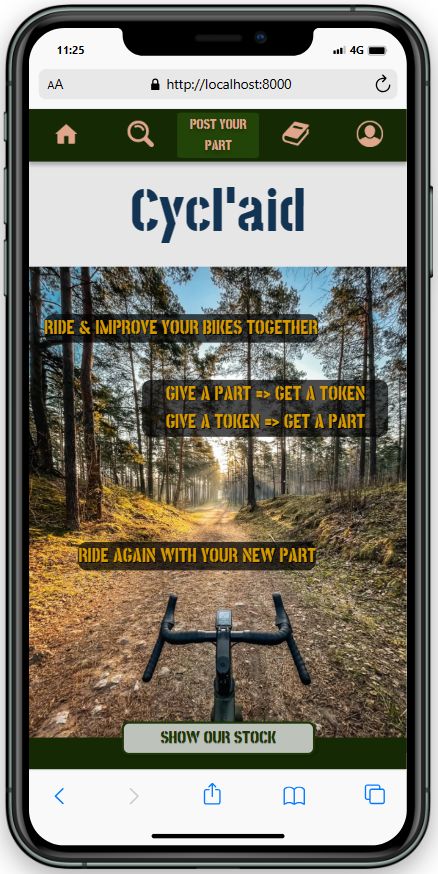 11:25
4G
AA
http://localhost:8000
POST YOUR
PART
Cycl'aid
RIDE & IMPROVE YOUR BIKES TOGETHER
GIVE A PART => GET A TOKEN
GIVE A TOKEN => GET A PART
RIDE AGAIN WITH YOUR NEW PART
SHOW OUR STOCK